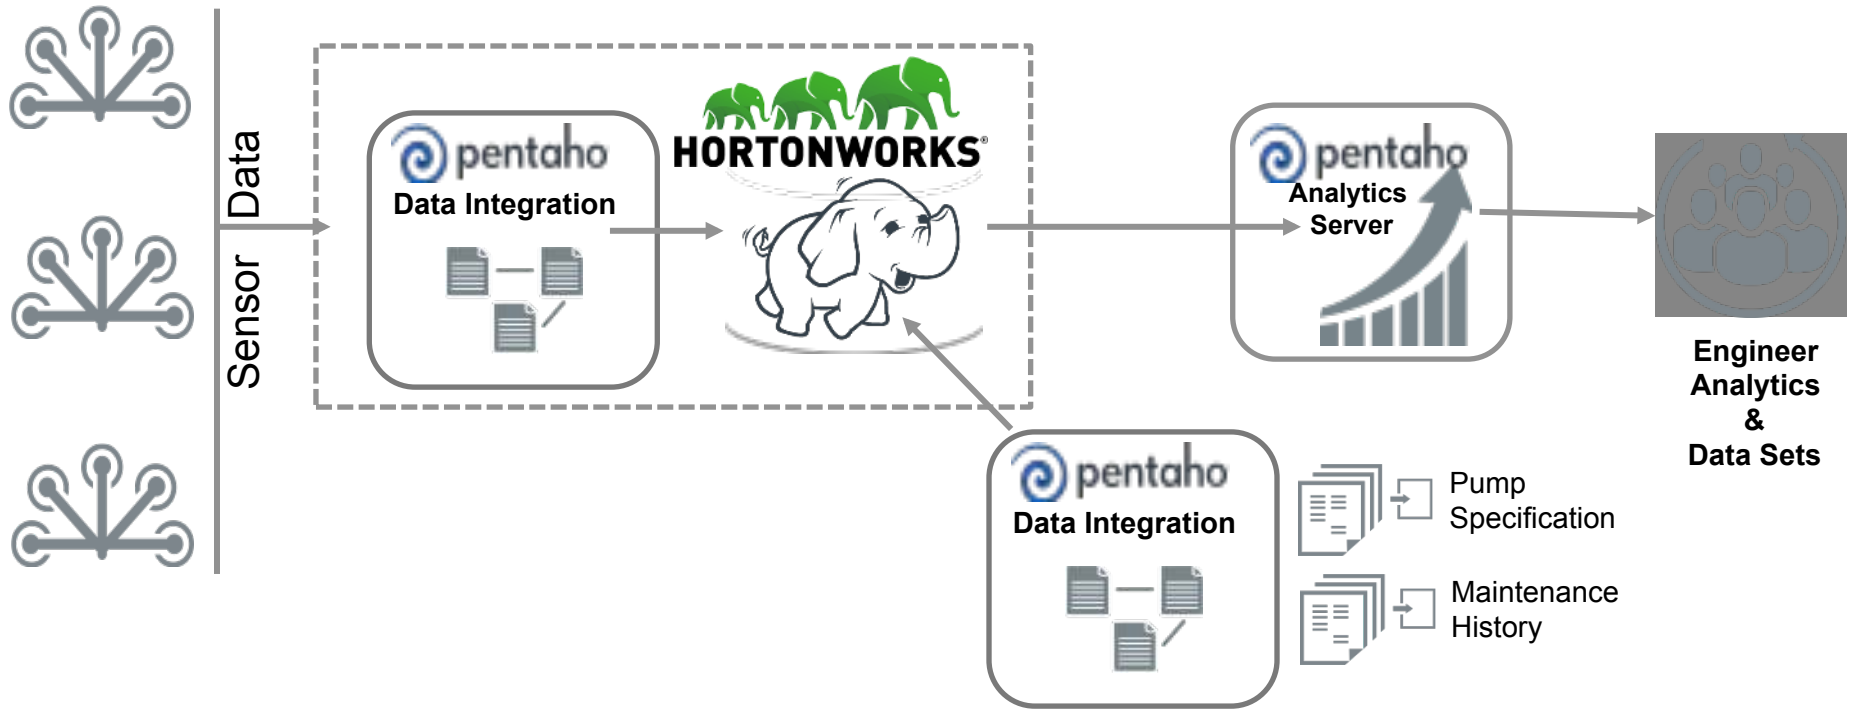 Sensor Data
pentaho
Data Integration
HORTONWORKS®
pentaho
Analytics
Server
Engineer
Analytics
&
Data Sets
pentaho
Data Integration
Pump
Specification
Maintenance
History